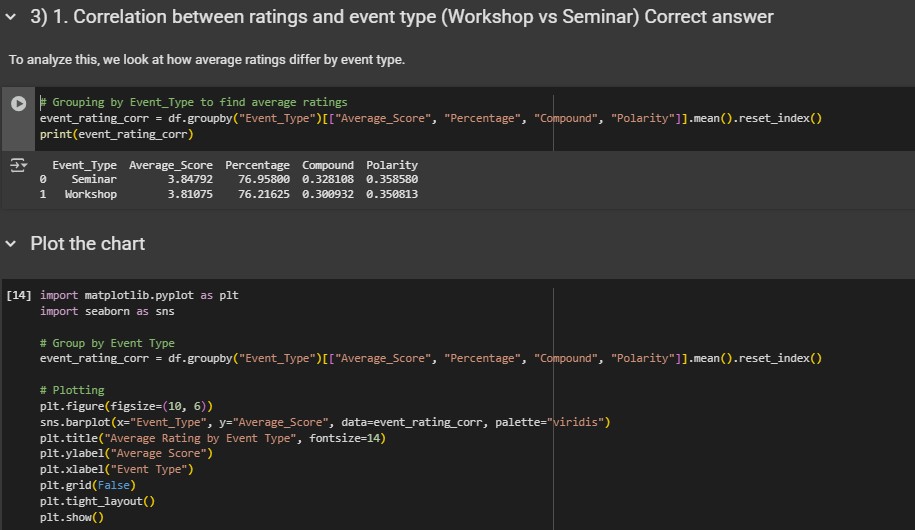 3) 1. Correlation between ratings and event type (Workshop vs Seminar) Correct answer
To analyze this, we look at how average ratings differ by event type.
# Grouping by Event_Type to find average ratings
event_rating_corr = df.groupby("Event_Type")[["Average_Score", "Percentage", "Compound", "Polarity"]].mean().reset_index()
print(event_rating_corr)
Event_Type Average_Score Percentage Compound Polarity
0 Seminar 3.84792 76.95800 0.328108 0.358580
1 Workshop 3.81075 76.21625 0.300932 0.350813
Plot the chart
[14] import matplotlib.pyplot as plt
import seaborn as sns
# Group by Event Type
event_rating_corr = df.groupby("Event_Type")[["Average_Score", "Percentage", "Compound", "Polarity"]].mean().reset_index()
# Plotting
plt.figure(figsize=(10, 6))
sns.barplot(x="Event_Type", y="Average_Score", data=event_rating_corr, palette="viridis")
plt.title("Average Rating by Event Type", fontsize=14)
plt.ylabel("Average Score")
plt.xlabel("Event Type")
plt.grid(False)
plt.tight_layout()
plt.show()